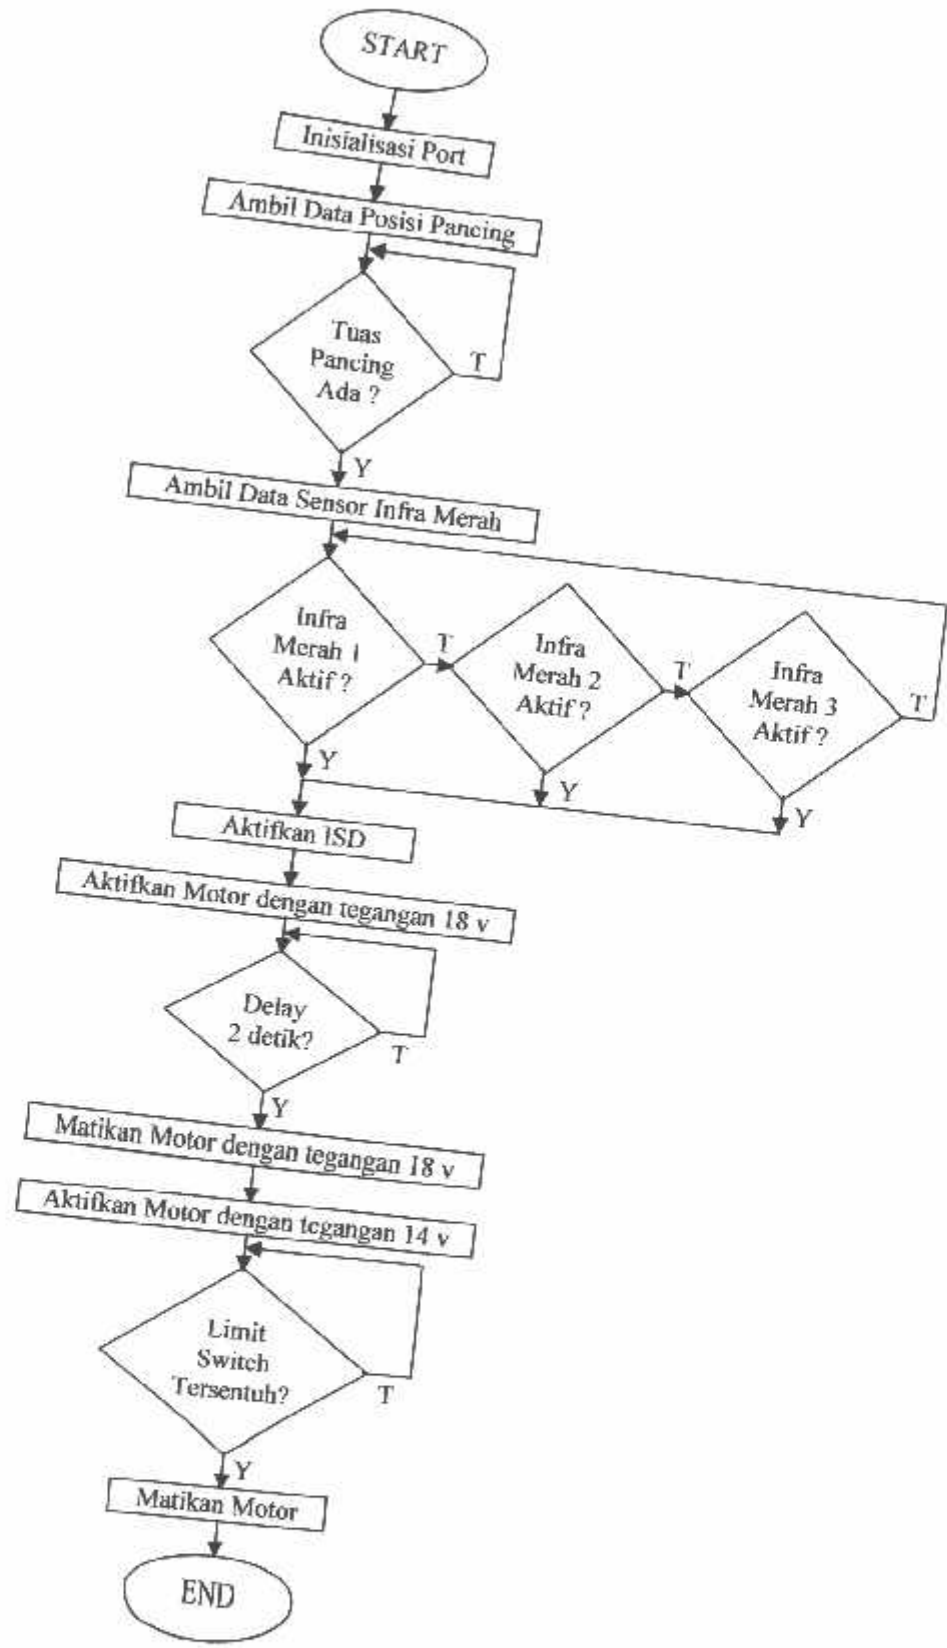 START
Inisialisasi Port
Ambil Data Posisi Pancing
Tuas
Pancing
Ada ?
T
Y
Ambil Data Sensor Infra Merah
Infra
Merah 1
Aktif ?
T
Infra
Merah 2
Aktif ?
T
Infra
Merah 3
Aktif ?
T
Y
Y
Y
Aktifkan ISD
Aktifkan Motor dengan tegangan 18 v
Delay
2 detik?
T
Y
Matikan Motor dengan tegangan 18 v
Aktifkan Motor dengan tegangan 14 v
Limit
Switch
Tersentuh?
T
Y
Matikan Motor
END